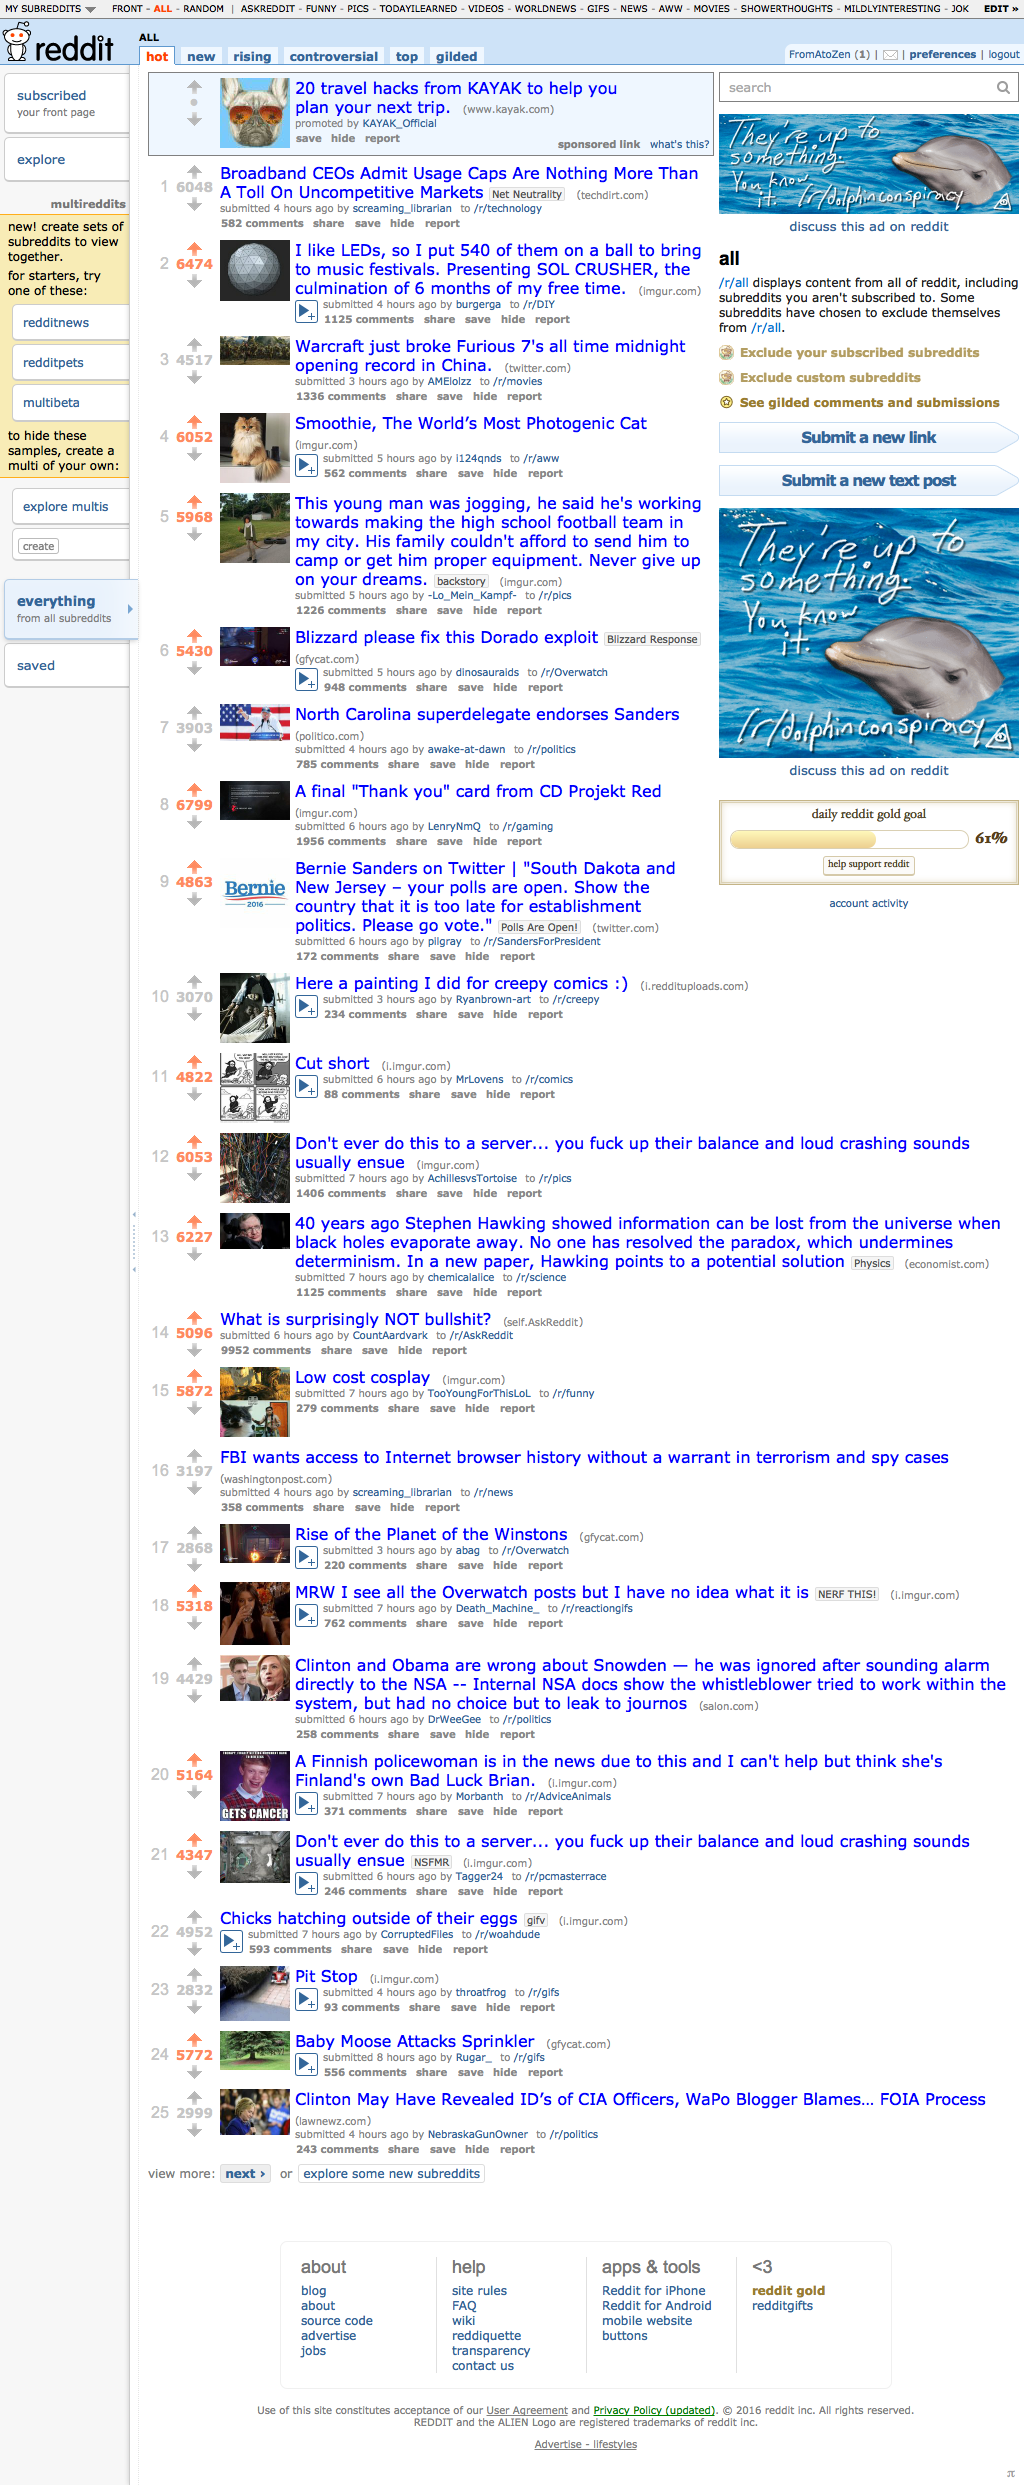 MY SUBREDDITS FRONT - ALL - RANDOM | ASKREDDIT - FUNNY - PICS - TODAYILEARNED - VIDEOS - WORLDNEWS - GIFS - NEWS - AWW - MOVIES - SHOWERTHOUGHTS - MILDLYINTERESTING - JOK EDIT »
reddit ALL
hot new rising controversial top gilded
FromAtoZen (1) | | preferences | logout
subscribed
your front page
explore
multireddits
new! create sets of
subreddits to view
together.
for starters, try
one of these:
redditnews
redditpets
multibeta
to hide these
samples, create a
multi of your own:
explore multis
create
everything
from all subreddits
saved
20 travel hacks from KAYAK to help you
plan your next trip. (www.kayak.com)
promoted by KAYAK_Official
save hide report
sponsored link what's this?
1 6048
Broadband CEOs Admit Usage Caps Are Nothing More Than
A Toll On Uncompetitive Markets Net Neutrality (techdirt.com)
submitted 4 hours ago by screaming_librarian to /r/technology
582 comments share save hide report
2 6474
I like LEDs, so I put 540 of them on a ball to bring
to music festivals. Presenting SOL CRUSHER, the
culmination of 6 months of my free time. (imgur.com)
submitted 4 hours ago by burgerga to /r/DIY
1125 comments share save hide report
3 4517
Warcraft just broke Furious 7's all time midnight
opening record in China. (twitter.com)
submitted 3 hours ago by AMElolzz to /r/movies
1336 comments share save hide report
4 6052
Smoothie, The World’s Most Photogenic Cat
(imgur.com)
submitted 5 hours ago by i124qnds to /r/aww
562 comments share save hide report
5 5968
This young man was jogging, he said he's working
towards making the high school football team in
my city. His family couldn't afford to send him to
camp or get him proper equipment. Never give up
on your dreams. backstory (imgur.com)
submitted 5 hours ago by -Lo_Mein_Kampf- to /r/pics
1226 comments share save hide report
6 5430
Blizzard please fix this Dorado exploit Blizzard Response
(gfycat.com)
submitted 5 hours ago by dinosauraids to /r/Overwatch
948 comments share save hide report
7 3903
North Carolina superdelegate endorses Sanders
(politico.com)
submitted 4 hours ago by awake-at-dawn to /r/politics
785 comments share save hide report
8 6799
A final "Thank you" card from CD Projekt Red
(imgur.com)
submitted 6 hours ago by LenryNmQ to /r/gaming
1956 comments share save hide report
9 4863
Bernie
2016
Bernie Sanders on Twitter | "South Dakota and
New Jersey – your polls are open. Show the
country that it is too late for establishment
politics. Please go vote." Polls Are Open! (twitter.com)
submitted 6 hours ago by pilgray to /r/SandersForPresident
172 comments share save hide report
10 3070
Here a painting I did for creepy comics :) (i.reddituploads.com)
submitted 3 hours ago by Ryanbrown-art to /r/creepy
234 comments share save hide report
11 4822
Cut short (i.imgur.com)
submitted 6 hours ago by MrLovens to /r/comics
88 comments share save hide report
12 6053
Don't ever do this to a server... you fuck up their balance and loud crashing sounds
usually ensue (imgur.com)
submitted 7 hours ago by AchillesvsTortoise to /r/pics
1406 comments share save hide report
13 6227
40 years ago Stephen Hawking showed information can be lost from the universe when
black holes evaporate away. No one has resolved the paradox, which undermines
determinism. In a new paper, Hawking points to a potential solution Physics (economist.com)
submitted 7 hours ago by chemicalalice to /r/science
1125 comments share save hide report
14 5096
What is surprisingly NOT bullshit? (self.AskReddit)
submitted 6 hours ago by CountAardvark to /r/AskReddit
9952 comments share save hide report
15 5872
Low cost cosplay (imgur.com)
submitted 7 hours ago by TooYoungForThisLoL to /r/funny
279 comments share save hide report
16 3197
FBI wants access to Internet browser history without a warrant in terrorism and spy cases
(washingtonpost.com)
submitted 4 hours ago by screaming_librarian to /r/news
358 comments share save hide report
17 2868
Rise of the Planet of the Winstons (gfycat.com)
submitted 3 hours ago by abag to /r/Overwatch
220 comments share save hide report
18 5318
MRW I see all the Overwatch posts but I have no idea what it is NERF THIS! (i.imgur.com)
submitted 7 hours ago by Death_Machine_ to /r/reactiongifs
762 comments share save hide report
19 4429
Clinton and Obama are wrong about Snowden — he was ignored after sounding alarm
directly to the NSA -- Internal NSA docs show the whistleblower tried to work within the
system, but had no choice but to leak to journos (salon.com)
submitted 6 hours ago by DrWeeGee to /r/politics
258 comments share save hide report
20 5164
GETS CANCER
A Finnish policewoman is in the news due to this and I can't help but think she's
Finland's own Bad Luck Brian. (i.imgur.com)
submitted 7 hours ago by Morbanth to /r/AdviceAnimals
371 comments share save hide report
21 4347
Don't ever do this to a server... you fuck up their balance and loud crashing sounds
usually ensue NSFMR (i.imgur.com)
submitted 6 hours ago by Tagger24 to /r/pcmasterrace
246 comments share save hide report
22 4952
Chicks hatching outside of their eggs gifv (i.imgur.com)
submitted 7 hours ago by CorruptedFiles to /r/woahdude
593 comments share save hide report
23 2832
Pit Stop (i.imgur.com)
submitted 4 hours ago by throatfrog to /r/gifs
93 comments share save hide report
24 5772
Baby Moose Attacks Sprinkler (gfycat.com)
submitted 8 hours ago by Rugar_ to /r/gifs
556 comments share save hide report
25 2999
Clinton May Have Revealed ID’s of CIA Officers, WaPo Blogger Blames… FOIA Process
(lawnewz.com)
submitted 4 hours ago by NebraskaGunOwner to /r/politics
243 comments share save hide report
view more: next › or explore some new subreddits
search
They're up to
something.
You know
it. /r/dolphinconspiracy
discuss this ad on reddit
all
/r/all displays content from all of reddit, including
subreddits you aren't subscribed to. Some
subreddits have chosen to exclude themselves
from /r/all.
Exclude your subscribed subreddits
Exclude custom subreddits
See gilded comments and submissions
Submit a new link
Submit a new text post
They're up to
something.
You know
it.
/r/dolphinconspiracy
discuss this ad on reddit
daily reddit gold goal
61%
help support reddit
account activity
about
blog
about
source code
advertise
jobs
help
site rules
FAQ
wiki
reddiquette
transparency
contact us
apps & tools
Reddit for iPhone
Reddit for Android
mobile website
buttons
<3
reddit gold
redditgifts
Use of this site constitutes acceptance of our User Agreement and Privacy Policy (updated). © 2016 reddit inc. All rights reserved.
REDDIT and the ALIEN Logo are registered trademarks of reddit inc.
Advertise - lifestyles
π